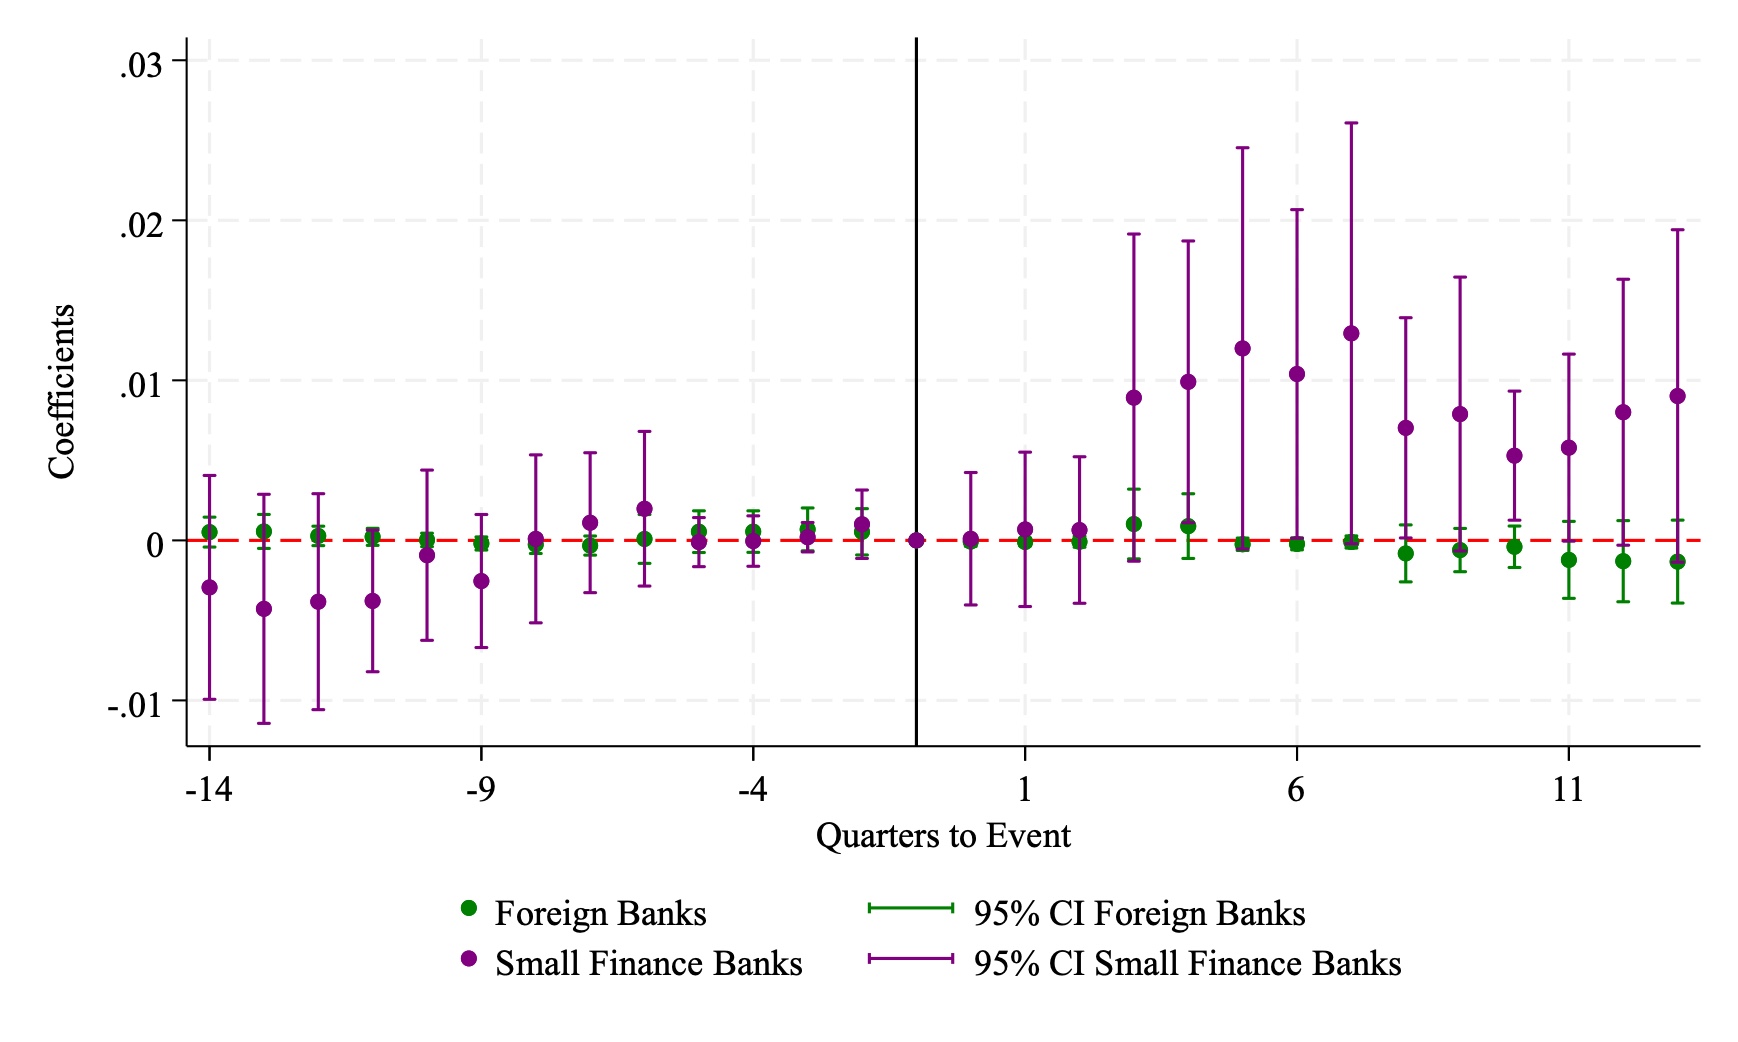 .03
.02
.01
0
-.01
Coefficients
-14 -9 -4 1 6 11
Quarters to Event
Foreign Banks 95% CI Foreign Banks
Small Finance Banks 95% CI Small Finance Banks